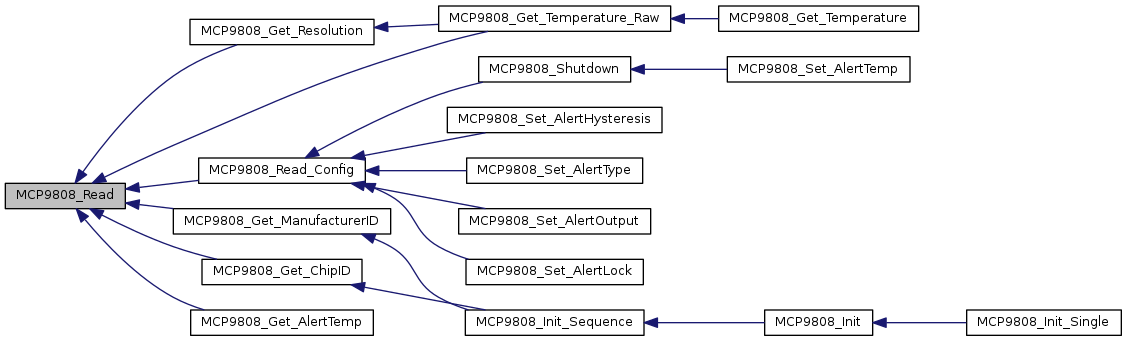 MCP9808_Read
MCP9808_Get_Resolution
MCP9808_Get_Temperature_Raw
MCP9808_Get_Temperature
MCP9808_Read_Config
MCP9808_Shutdown
MCP9808_Set_AlertTemp
MCP9808_Set_AlertHysteresis
MCP9808_Set_AlertType
MCP9808_Set_AlertOutput
MCP9808_Set_AlertLock
MCP9808_Get_ManufacturerID
MCP9808_Get_ChipID
MCP9808_Init_Sequence
MCP9808_Init
MCP9808_Init_Single
MCP9808_Get_AlertTemp